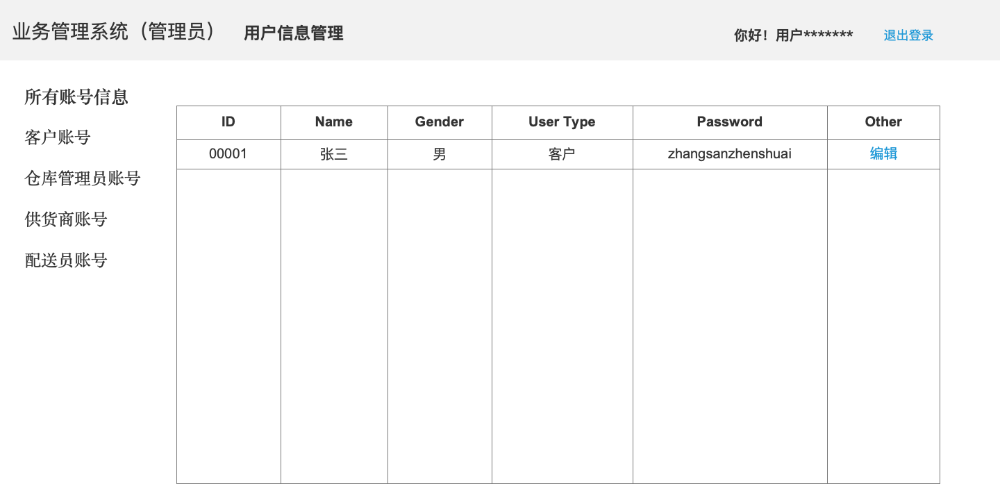 业务管理系统（管理员） 用户信息管理 你好！用户******* 退出登录
所有账号信息
客户账号
仓库管理员账号
供货商账号
配送员账号
ID Name Gender User Type Password Other
00001 张三 男 客户 zhangsanzhenshuai 编辑